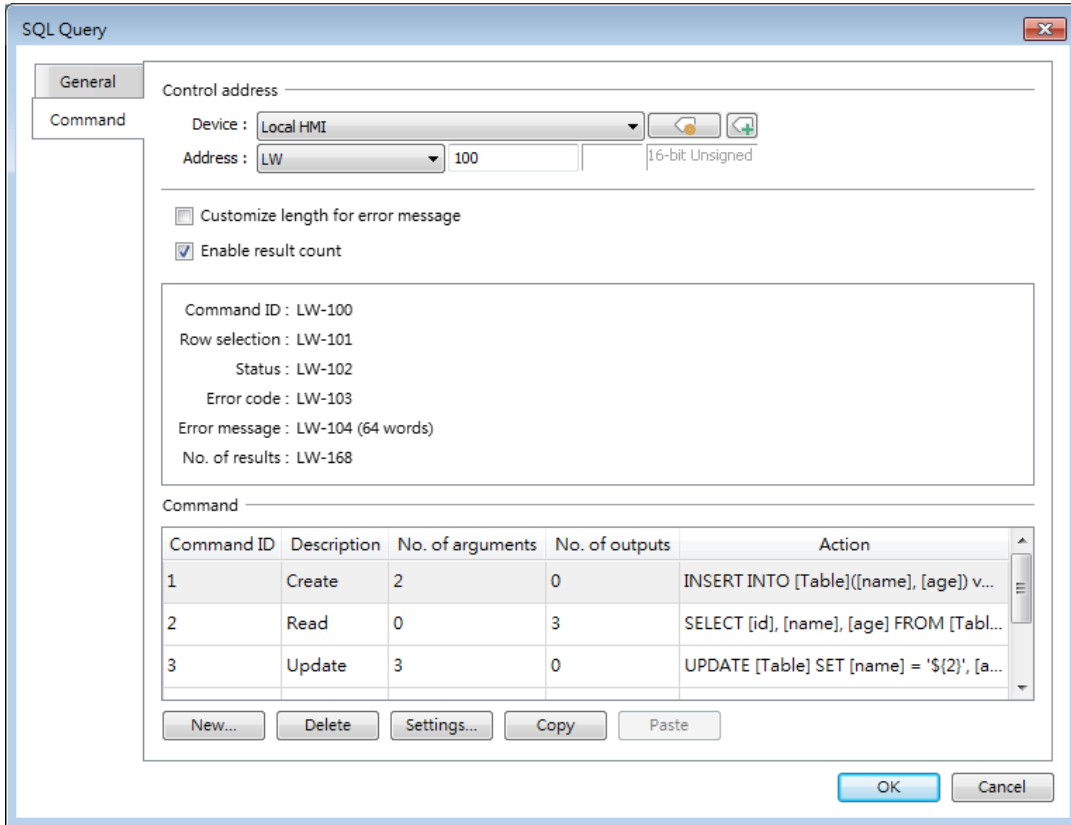 SQL Query
General
Command
Control address
Device : Local HMI
Address : LW 100 16-bit Unsigned
Customize length for error message
Enable result count
Command ID : LW-100
Row selection : LW-101
Status : LW-102
Error code : LW-103
Error message : LW-104 (64 words)
No. of results : LW-168
Command
Command ID Description No. of arguments No. of outputs Action
1 Create 2 0 INSERT INTO [Table]([name], [age]) v...
2 Read 0 3 SELECT [id], [name], [age] FROM [Tabl...
3 Update 3 0 UPDATE [Table] SET [name] = '${2}', [a...
New... Delete Settings... Copy Paste
OK Cancel